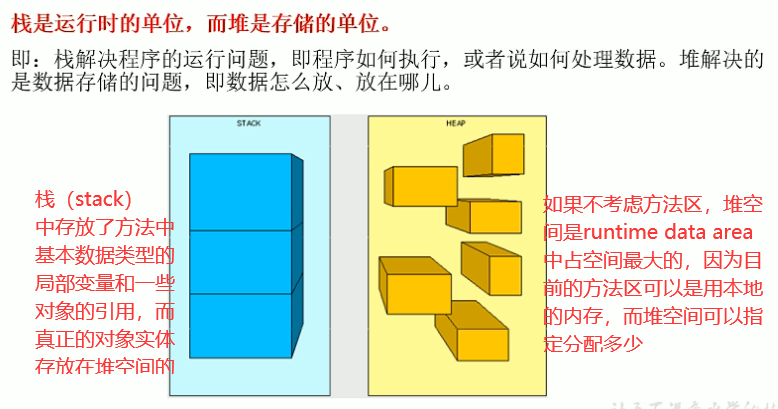 栈是运行时的单位，而堆是存储的单位。
即：栈解决程序的运行问题，即程序如何执行，或者说如何处理数据。堆解决的
是数据存储的问题，即数据怎么放、放在哪儿。
STACK
HEAP
栈（stack）
中存放了方法中
基本数据类型的
局部变量和一些
对象的引用，而
真正的对象实体
存放在堆空间的
如果不考虑方法区，堆空
间是runtime data area
中占空间最大的，因为目
前的方法区可以是用本地
的内存，而堆空间可以指
定分配多少